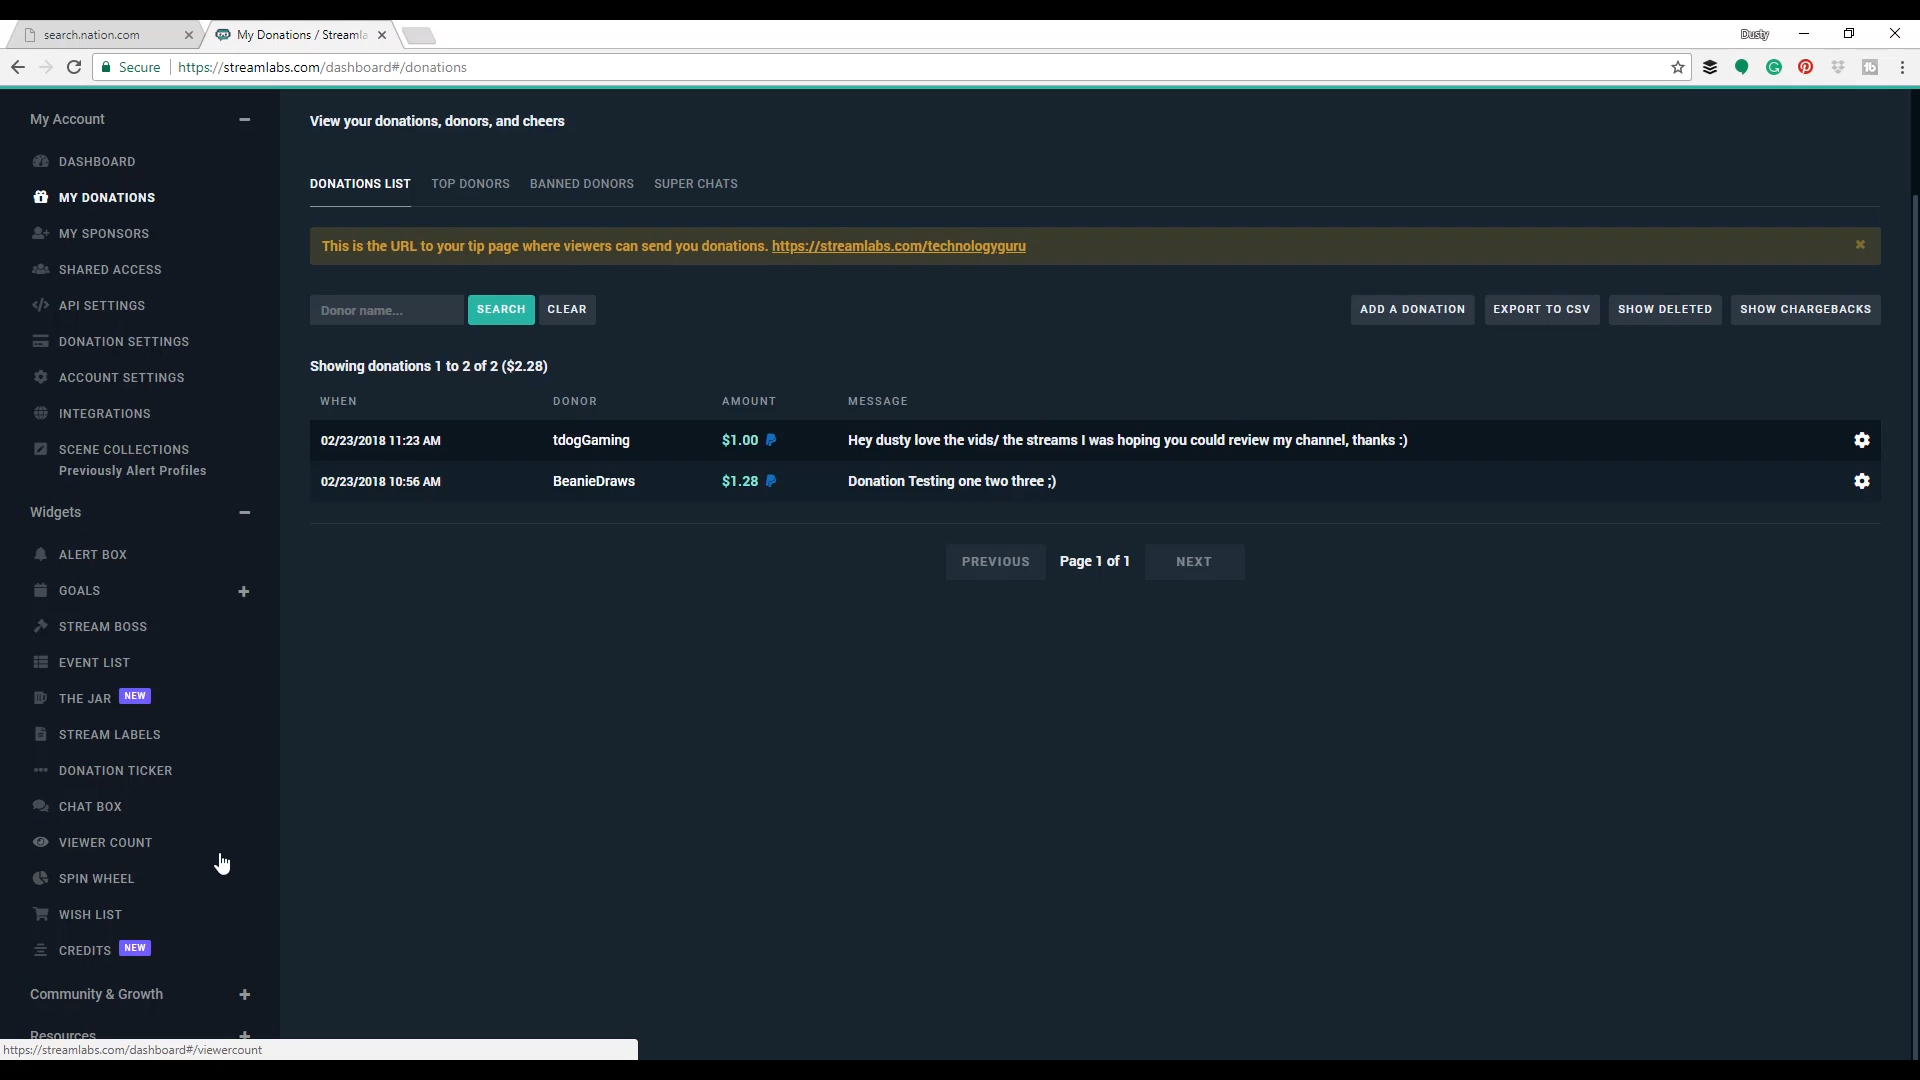 search.nation.com
My Donations / Streamla
Dusty
Secure
https://streamlabs.com/dashboard#/donations
My Account
DASHBOARD
MY DONATIONS
MY SPONSORS
SHARED ACCESS
API SETTINGS
DONATION SETTINGS
ACCOUNT SETTINGS
INTEGRATIONS
SCENE COLLECTIONS
Previously Alert Profiles
Widgets
ALERT BOX
GOALS
STREAM BOSS
EVENT LIST
THE JAR NEW
STREAM LABELS
DONATION TICKER
CHAT BOX
VIEWER COUNT
SPIN WHEEL
WISH LIST
CREDITS NEW
Community & Growth
Resources
https://streamlabs.com/dashboard#/viewercount
View your donations, donors, and cheers
DONATIONS LIST TOP DONORS BANNED DONORS SUPER CHATS
This is the URL to your tip page where viewers can send you donations. https://streamlabs.com/technologyguru
Donor name... SEARCH CLEAR ADD A DONATION EXPORT TO CSV SHOW DELETED SHOW CHARGEBACKS
Showing donations 1 to 2 of 2 ($2.28)
WHEN DONOR AMOUNT MESSAGE
02/23/2018 11:23 AM tdogGaming $1.00 Hey dusty love the vids/ the streams I was hoping you could review my channel, thanks :)
02/23/2018 10:56 AM BeanieDraws $1.28 Donation Testing one two three ;)
PREVIOUS Page 1 of 1 NEXT